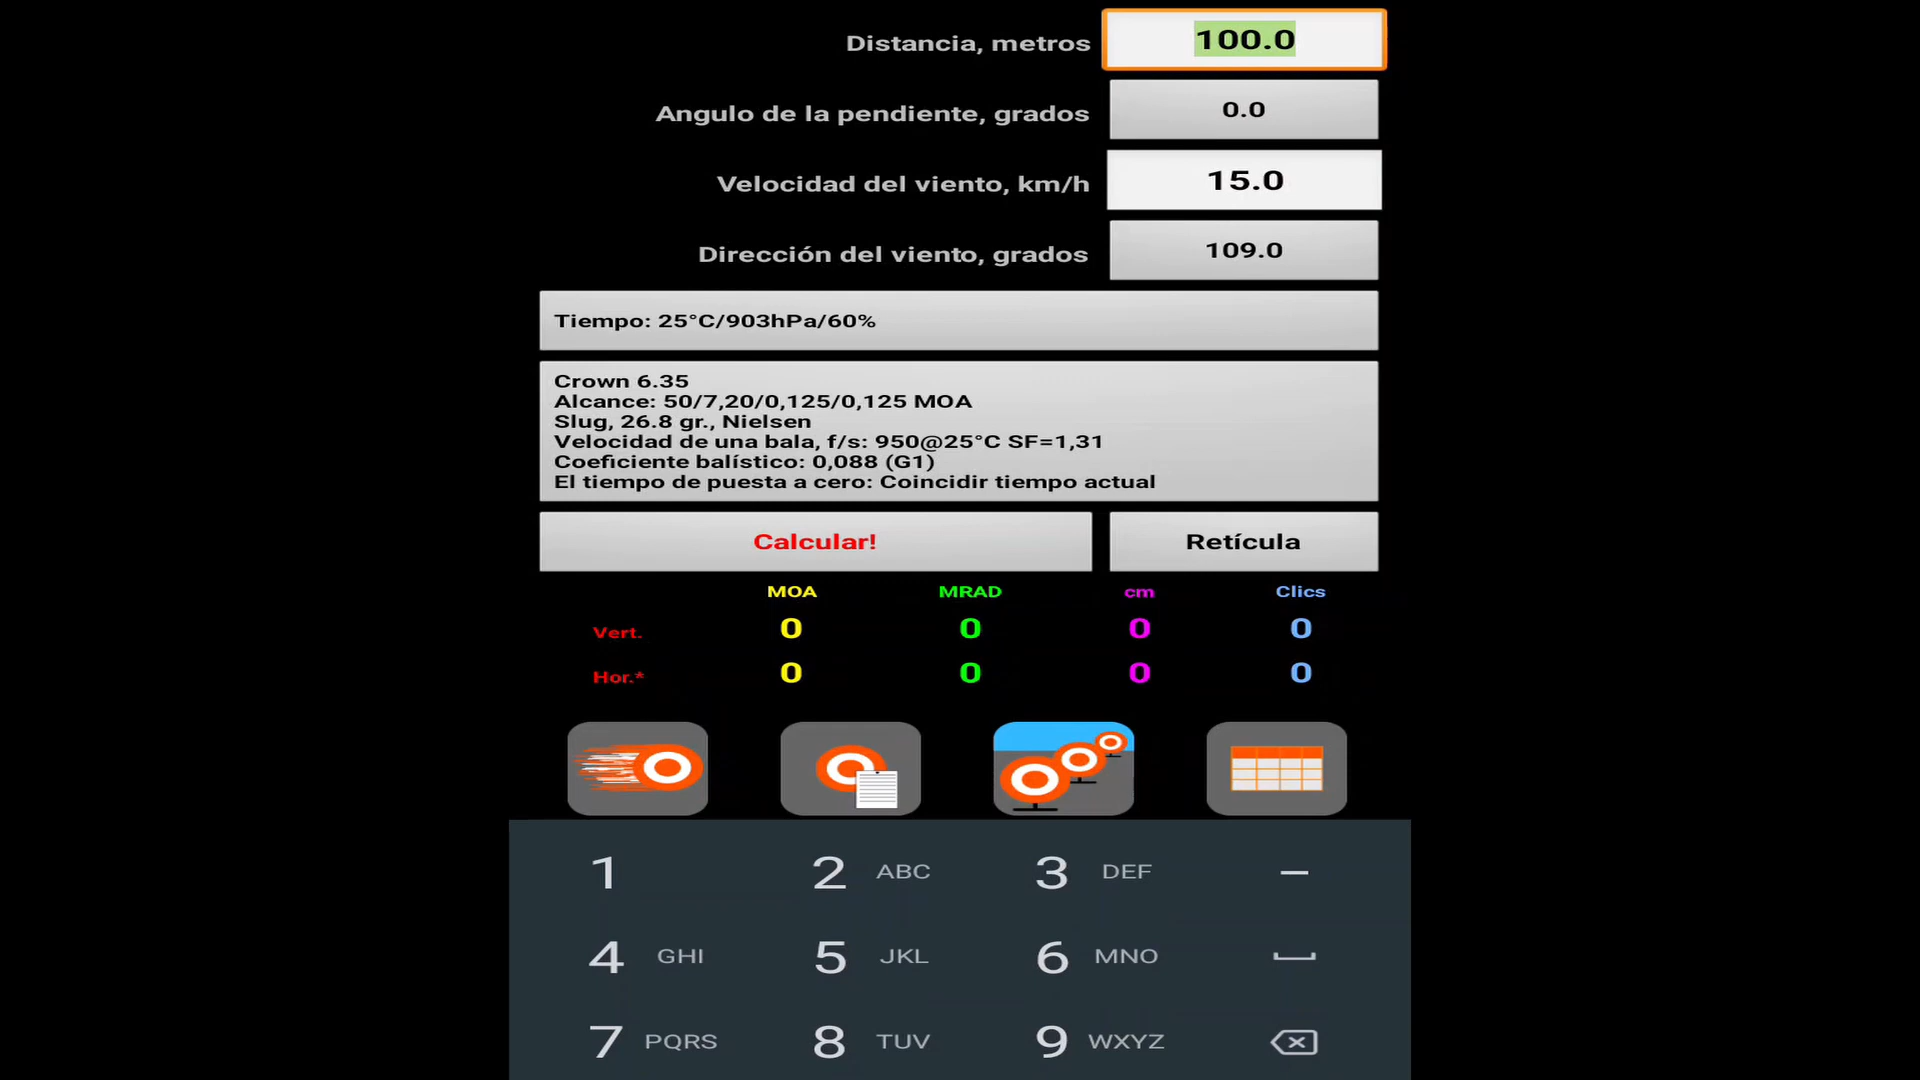 Distancia, metros 100.0
Angulo de la pendiente, grados 0.0
Velocidad del viento, km/h 15.0
Dirección del viento, grados 109.0
Tiempo: 25°C/903hPa/60%
Crown 6.35
Alcance: 50/7,20/0,125/0,125 MOA
Slug, 26.8 gr., Nielsen
Velocidad de una bala, f/s: 950@25°C SF=1,31
Coeficiente balístico: 0,088 (G1)
El tiempo de puesta a cero: Coincidir tiempo actual
Calcular! Retícula
MOA MRAD cm Clics
Vert. 0 0 0 0
Hor.* 0 0 0 0
1 2 ABC 3 DEF –
4 GHI 5 JKL 6 MNO
7 PQRS 8 TUV 9 WXYZ